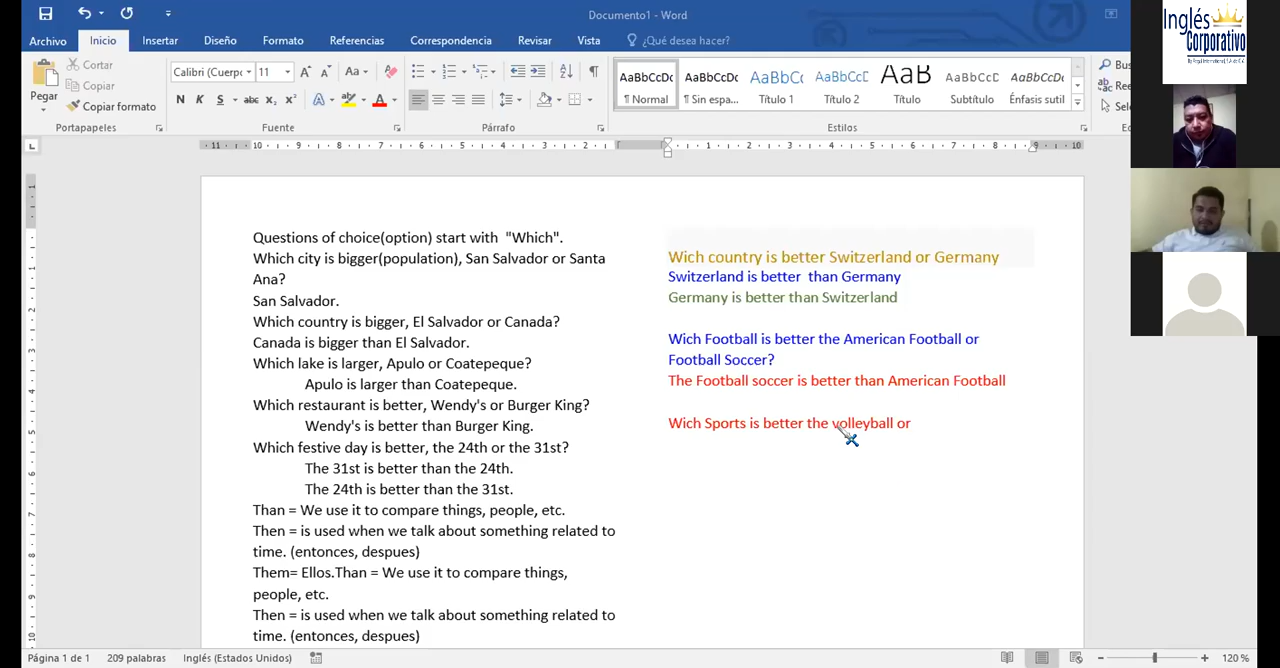 Documento1 - Word
Archivo
Inicio
Insertar
Diseño
Formato
Referencias
Correspondencia
Revisar
Vista
¿Qué desea hacer?
Pegar
Cortar
Copiar
Copiar formato
Portapapeles
Calibri (Cuerpo
11
Aa
N K S abc x₂ x²
Fuente
Párrafo
AaBbCcDc
¶ Normal
AaBbCcDc
¶ Sin espa...
AaBbCc
Título 1
AaBbCcD
Título 2
AaB
Título
AaBbCcD
Subtítulo
AaBbCcDc
Énfasis sutil
Estilos
Inglés
Corporativo
Questions of choice(option) start with "Which".
Which city is bigger(population), San Salvador or Santa
Ana?
San Salvador.
Which country is bigger, El Salvador or Canada?
Canada is bigger than El Salvador.
Which lake is larger, Apulo or Coatepeque?
Apulo is larger than Coatepeque.
Which restaurant is better, Wendy's or Burger King?
Wendy's is better than Burger King.
Which festive day is better, the 24th or the 31st?
The 31st is better than the 24th.
The 24th is better than the 31st.
Than = We use it to compare things, people, etc.
Then = is used when we talk about something related to
time. (entonces, despues)
Them= Ellos.Than = We use it to compare things,
people, etc.
Then = is used when we talk about something related to
time. (entonces, despues)
Wich country is better Switzerland or Germany
Switzerland is better  than Germany
Germany is better than Switzerland
Wich Football is better the American Football or
Football Soccer?
The Football soccer is better than American Football
Wich Sports is better the volleyball or
Página 1 de 1
209 palabras
Inglés (Estados Unidos)
120 %